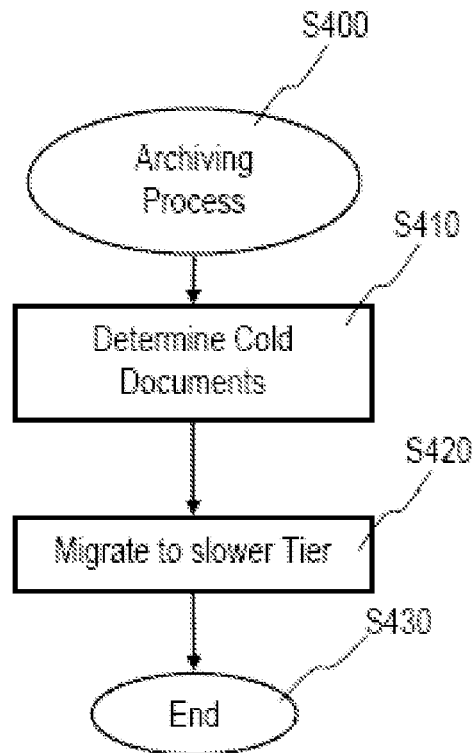 S400
Archiving
Process
S410
Determine Cold
Documents
S420
Migrate to slower Tier
S430
End